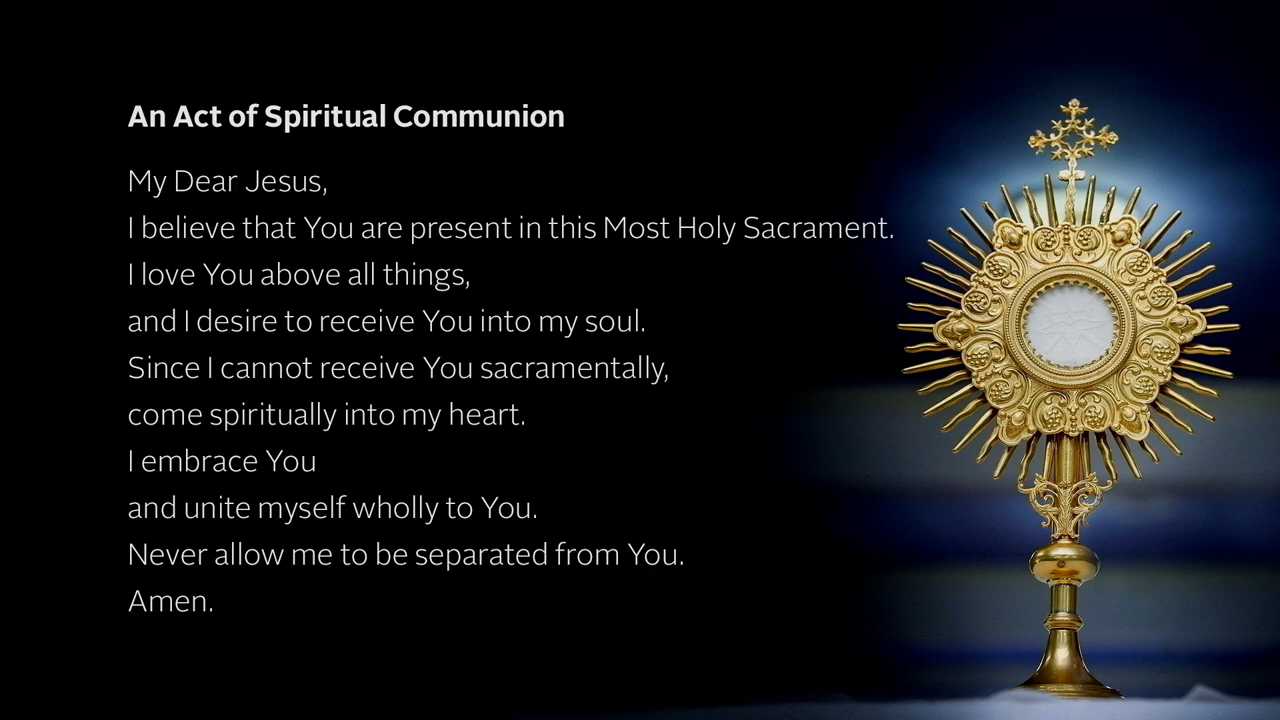 An Act of Spiritual Communion
My Dear Jesus,
I believe that You are present in this Most Holy Sacrament.
I love You above all things,
and I desire to receive You into my soul.
Since I cannot receive You sacramentally,
come spiritually into my heart.
I embrace You
and unite myself wholly to You.
Never allow me to be separated from You.
Amen.